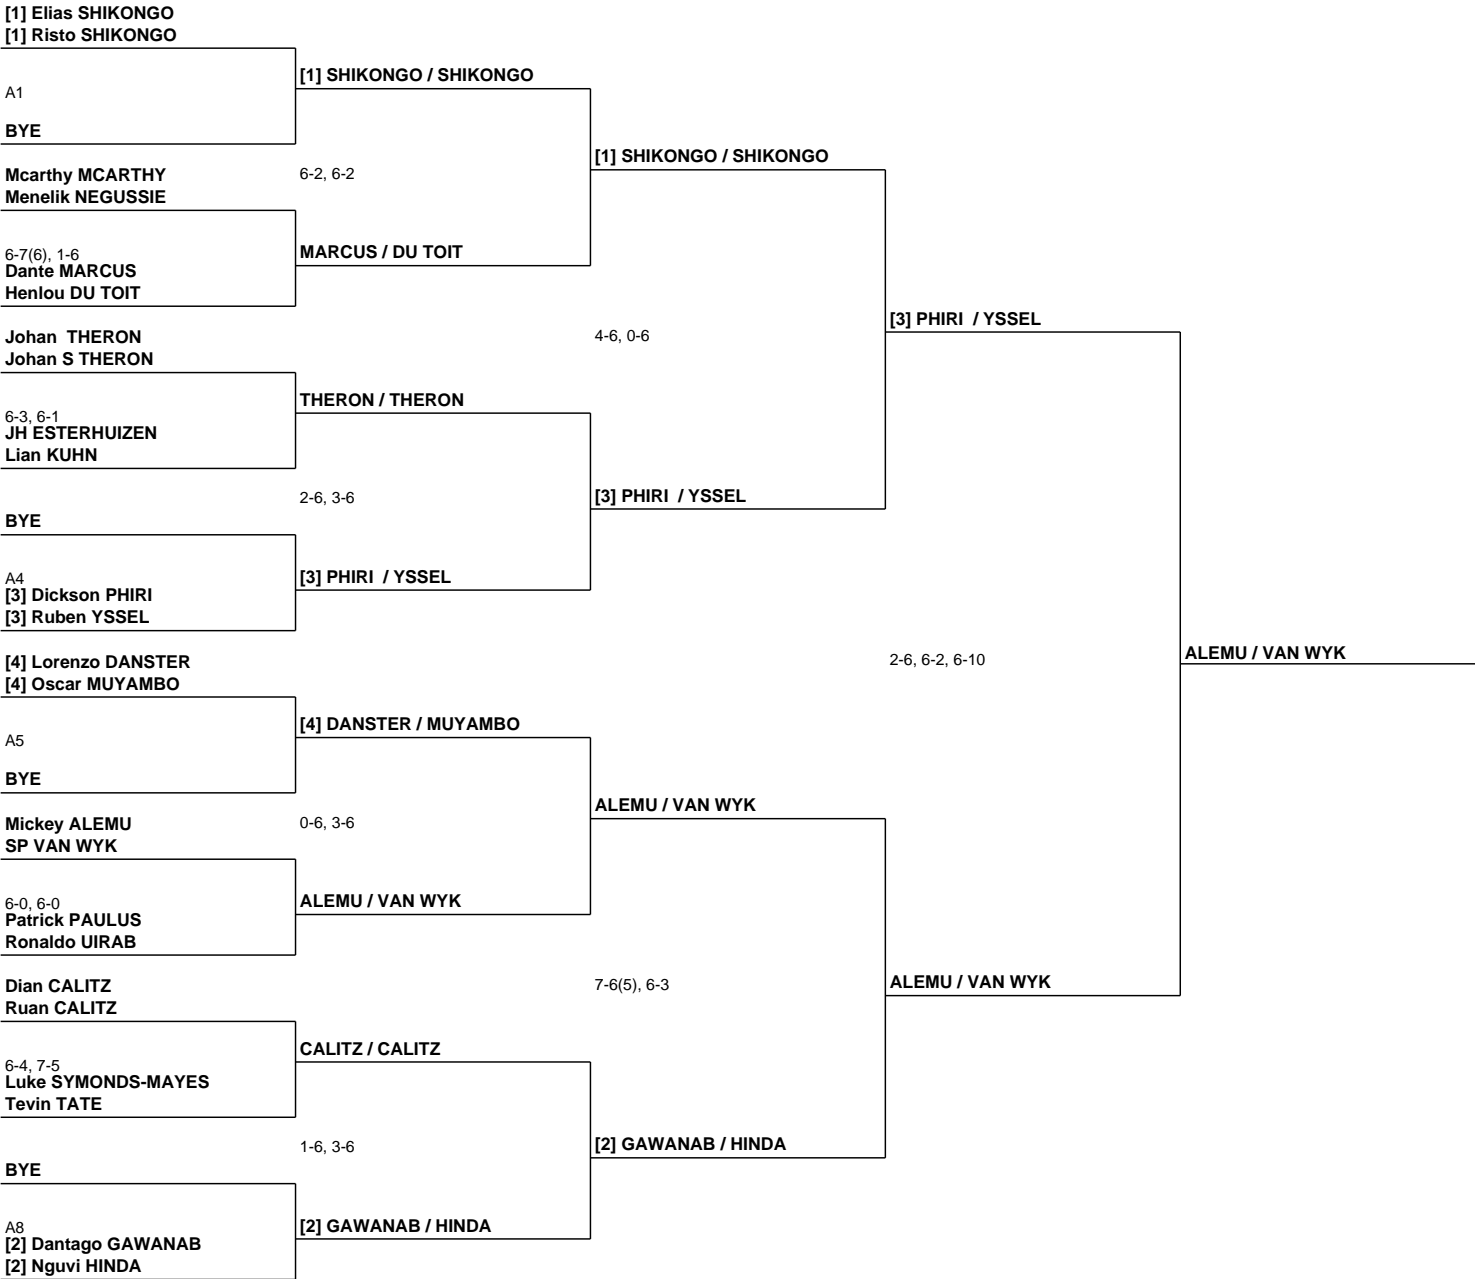 [1] Elias SHIKONGO
[1] Risto SHIKONGO
[1] SHIKONGO / SHIKONGO
A1
BYE
[1] SHIKONGO / SHIKONGO
Mcarthy MCARTHY
6-2, 6-2
Menelik NEGUSSIE
MARCUS / DU TOIT
6-7(6), 1-6
Dante MARCUS
Henlou DU TOIT
[3] PHIRI / YSSEL
Johan THERON
4-6, 0-6
Johan S THERON
THERON / THERON
6-3, 6-1
JH ESTERHUIZEN
Lian KUHN
2-6, 3-6
[3] PHIRI / YSSEL
BYE
A4
[3] PHIRI / YSSEL
[3] Dickson PHIRI
[3] Ruben YSSEL
ALEMU / VAN WYK
[4] Lorenzo DANSTER
2-6, 6-2, 6-10
[4] Oscar MUYAMBO
[4] DANSTER / MUYAMBO
A5
BYE
ALEMU / VAN WYK
Mickey ALEMU
0-6, 3-6
SP VAN WYK
6-0, 6-0
ALEMU / VAN WYK
Patrick PAULUS
Ronaldo UIRAB
Dian CALITZ
7-6(5), 6-3
ALEMU / VAN WYK
Ruan CALITZ
CALITZ / CALITZ
6-4, 7-5
Luke SYMONDS-MAYES
Tevin TATE
1-6, 3-6
[2] GAWANAB / HINDA
BYE
A8
[2] GAWANAB / HINDA
[2] Dantago GAWANAB
[2] Nguvi HINDA